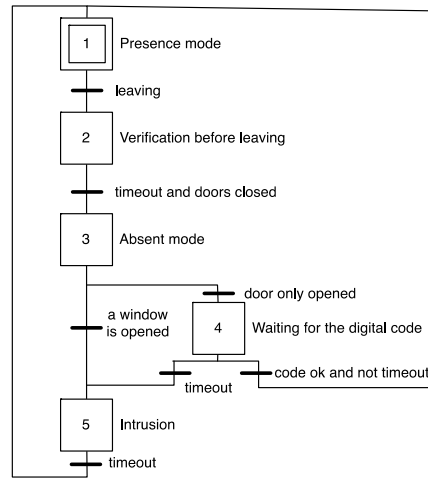 1 Presence mode
leaving
2 Verification before leaving
timeout and doors closed
3 Absent mode
door only opened
a window
is opened
4 Waiting for the digital code
timeout
code ok and not timeout
5 Intrusion
timeout